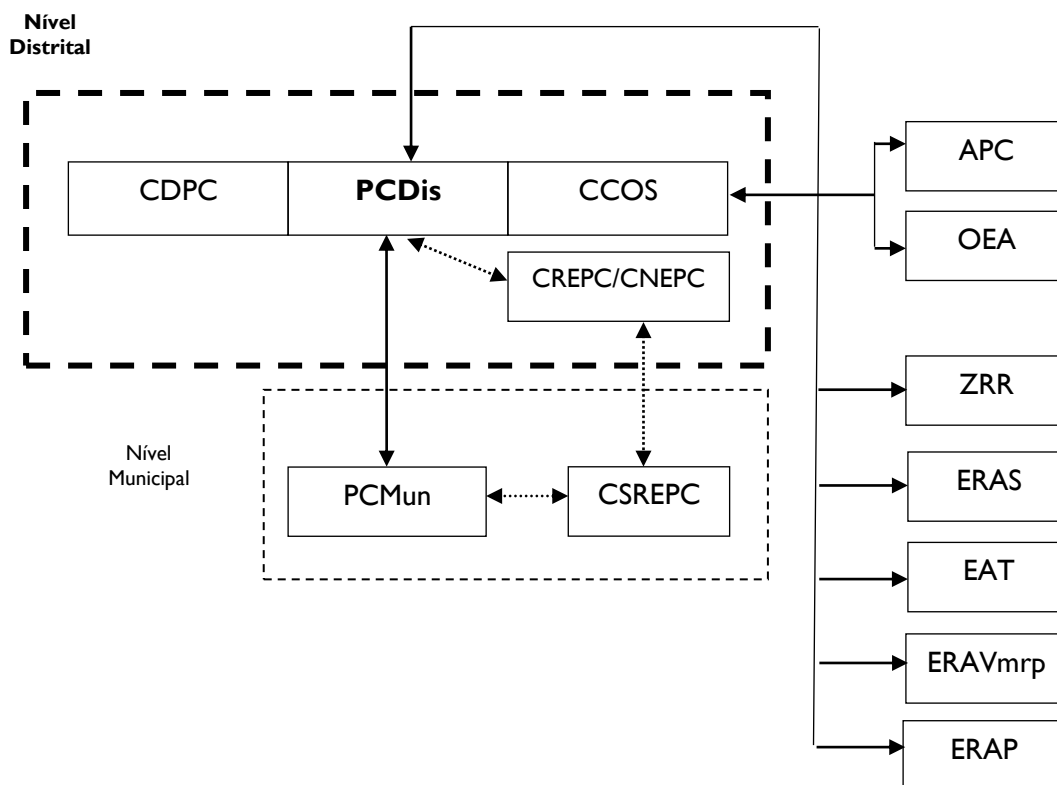 Nível
Distrital
APC
CDPC
PCDis
CCOS
OEA
CREPC/CNEPC
ZRR
Nível
Municipal
PCMun
CSREPC
ERAS
EAT
ERAVmrp
ERAP